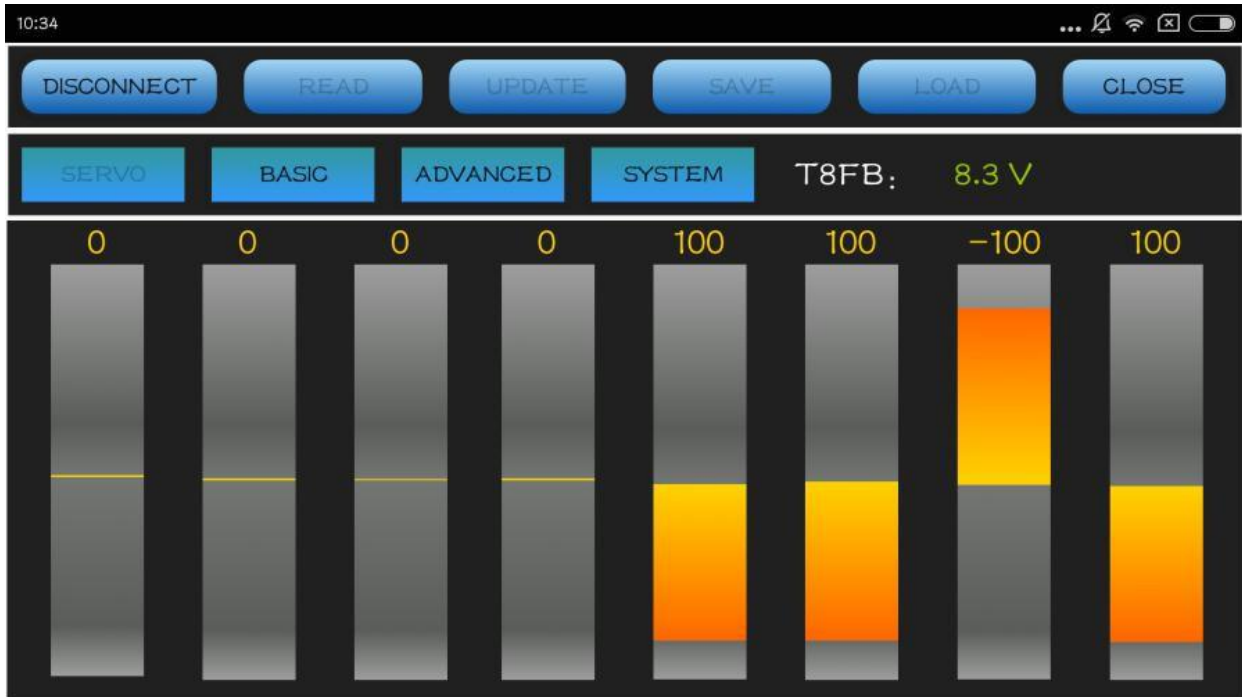 10:34
DISCONNECT READ UPDATE SAVE LOAD CLOSE
SERVO BASIC ADVANCED SYSTEM T8FB: 8.3 V
0 0 0 0 100 100 -100 100